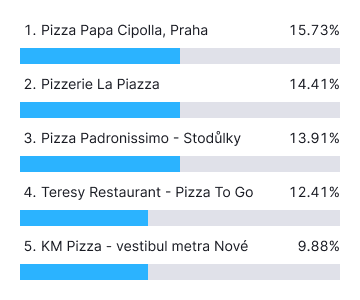 1. Pizza Papa Cipolla, Praha 15.73%
2. Pizzerie La Piazza 14.41%
3. Pizza Padronissimo - Stodůlky 13.91%
4. Teresy Restaurant - Pizza To Go 12.41%
5. KM Pizza - vestibul metra Nové 9.88%